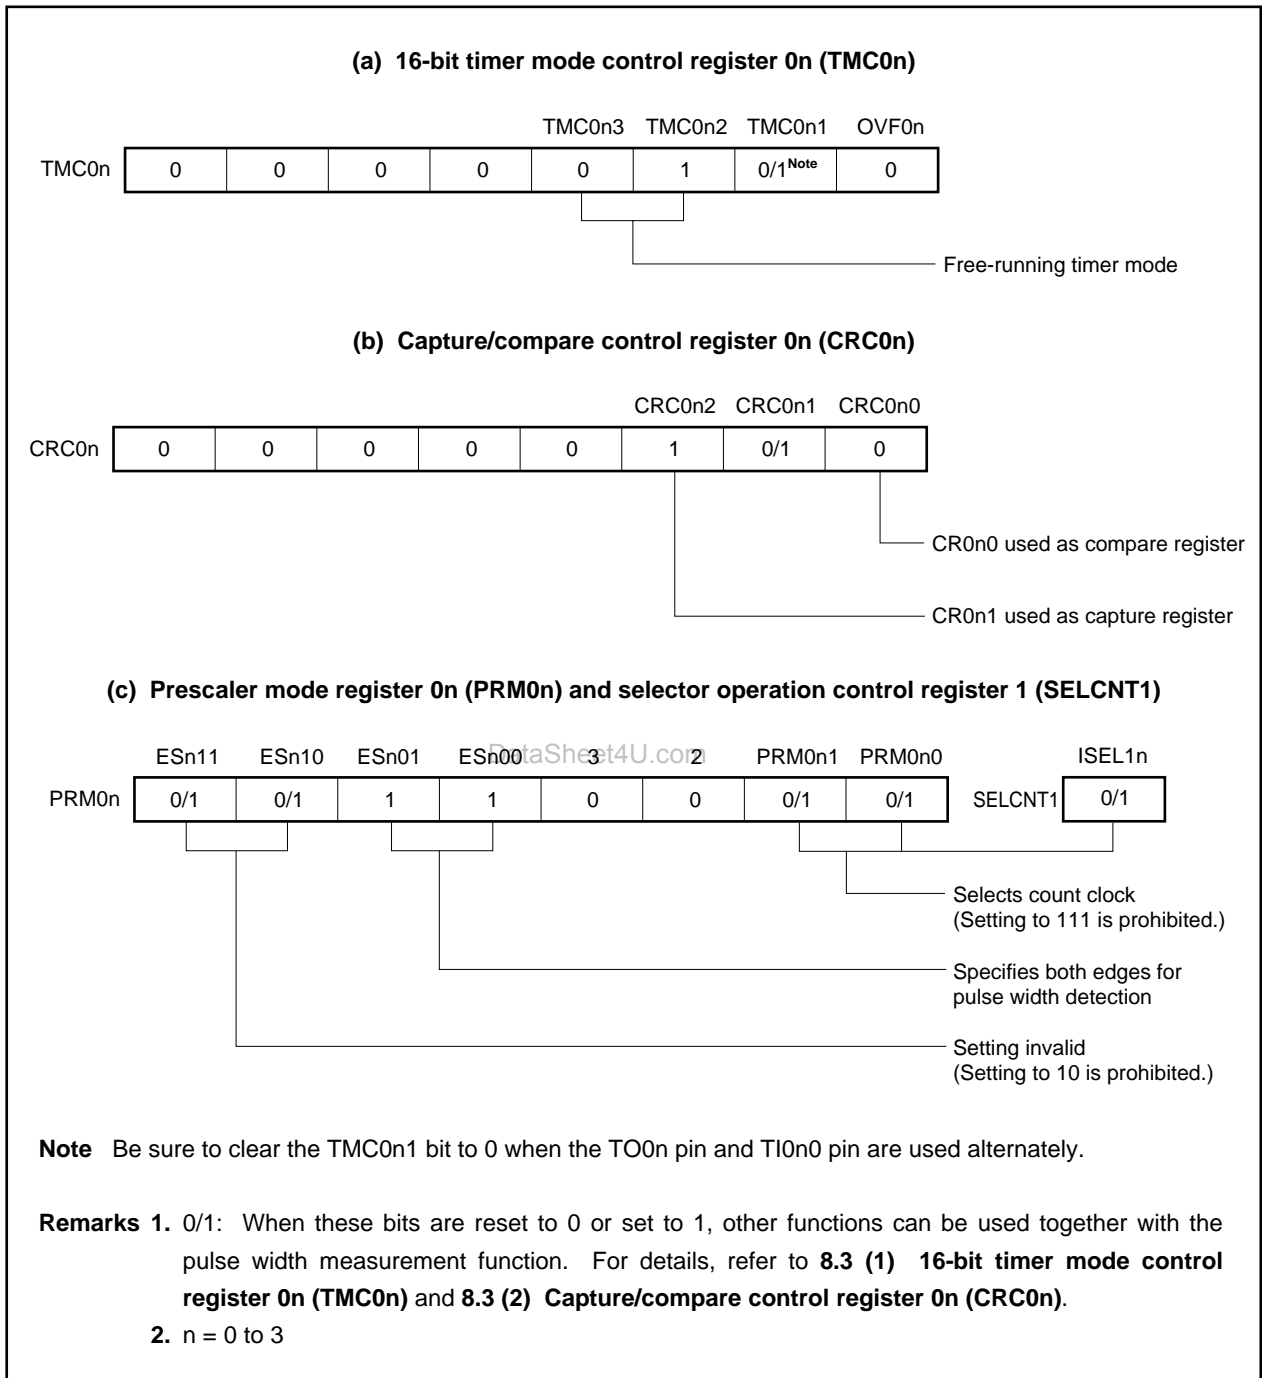 (a) 16-bit timer mode control register 0n (TMC0n)
TMC0n3 TMC0n2 TMC0n1 OVF0n
TMC0n 0 0 0 0 0 1 0/1Note 0
Free-running timer mode
(b) Capture/compare control register 0n (CRC0n)
CRC0n2 CRC0n1 CRC0n0
CRC0n 0 0 0 0 0 1 0/1 0
CR0n0 used as compare register
CR0n1 used as capture register
(c) Prescaler mode register 0n (PRM0n) and selector operation control register 1 (SELCNT1)
DataSheet4U.com
ESn11 ESn10 ESn01 ESn00 3 2 PRM0n1 PRM0n0 ISEL1n
PRM0n 0/1 0/1 1 1 0 0 0/1 0/1 SELCNT1 0/1
Selects count clock
(Setting to 111 is prohibited.)
Specifies both edges for
pulse width detection
Setting invalid
(Setting to 10 is prohibited.)
Note Be sure to clear the TMC0n1 bit to 0 when the TO0n pin and TI0n0 pin are used alternately.
Remarks 1. 0/1: When these bits are reset to 0 or set to 1, other functions can be used together with the
pulse width measurement function. For details, refer to 8.3 (1) 16-bit timer mode control
register 0n (TMC0n) and 8.3 (2) Capture/compare control register 0n (CRC0n).
2. n = 0 to 3